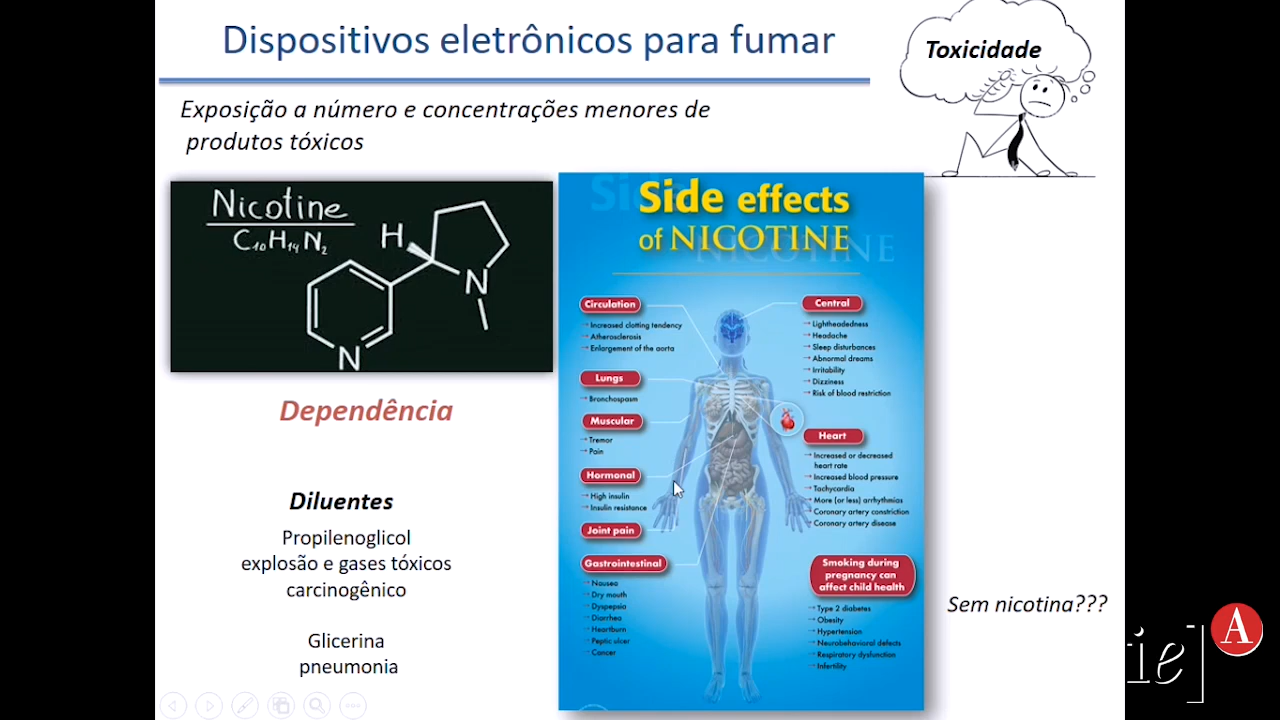 Dispositivos eletrônicos para fumar
Toxicidade
Exposição a número e concentrações menores de
produtos tóxicos
Nicotine
C₁₀H₁₄N₂
H
N
N
Dependência
Diluentes
Propilenoglicol
explosão e gases tóxicos
carcinogênico
Glicerina
pneumonia
Side effects
of NICOTINE
Circulation
Increased clotting tendency
Atherosclerosis
Enlargement of the aorta
Lungs
Bronchospasm
Muscular
Tremor
Pain
Hormonal
High insulin
Insulin resistance
Joint pain
Gastrointestinal
Nausea
Dry mouth
Dyspepsia
Diarrhea
Heartburn
Peptic ulcer
Cancer
Central
Lightheadedness
Headache
Sleep disturbances
Abnormal dreams
Irritability
Dizziness
Risk of blood restriction
Heart
Increased or decreased
heart rate
Increased blood pressure
Tachycardia
More (or less) arrhythmias
Coronary artery constriction
Coronary artery disease
Smoking during
pregnancy can
affect child health
Type 2 diabetes
Obesity
Hypertension
Neurobehavioral defects
Respiratory dysfunction
Infertility
Sem nicotina???
ie]
A